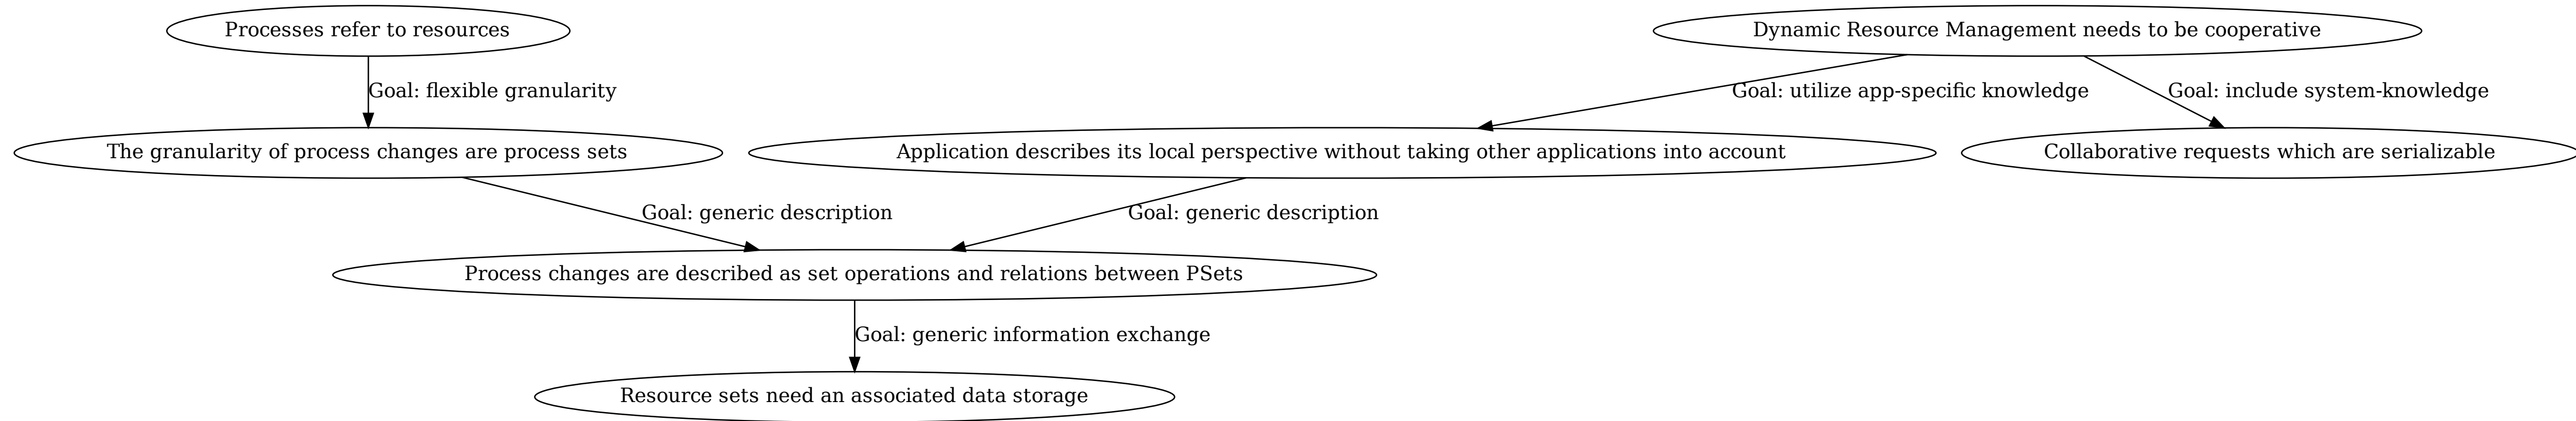 Processes refer to resources
Dynamic Resource Management needs to be cooperative
Goal: flexible granularity
Goal: utilize app-specific knowledge
Goal: include system-knowledge
The granularity of process changes are process sets
Application describes its local perspective without taking other applications into account
Collaborative requests which are serializable
Goal: generic description
Goal: generic description
Process changes are described as set operations and relations between PSets
Goal: generic information exchange
Resource sets need an associated data storage